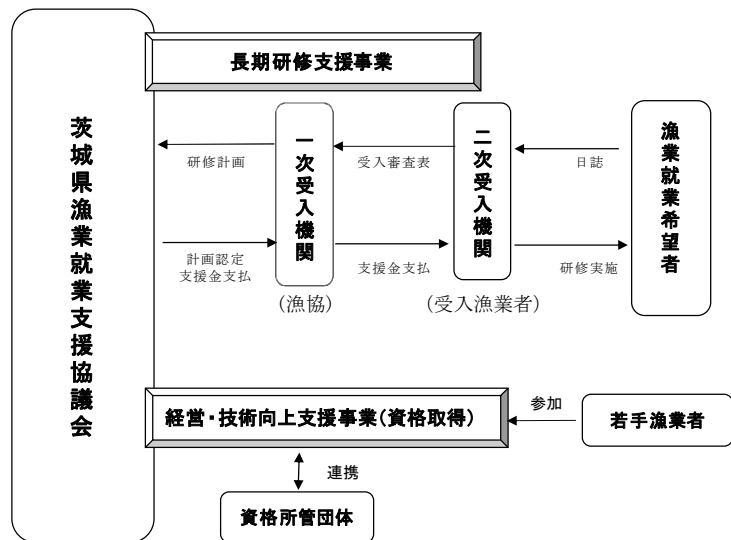 長期研修支援事業
茨城県漁業就業支援協議会
一次受入機関
二次受入機関
漁業就業希望者
研修計画
受入審査表
日誌
計画認定
支援金支払
支援金支払
研修実施
(漁協)
(受入漁業者)
経営・技術向上支援事業(資格取得)
参加
若手漁業者
連携
資格所管団体